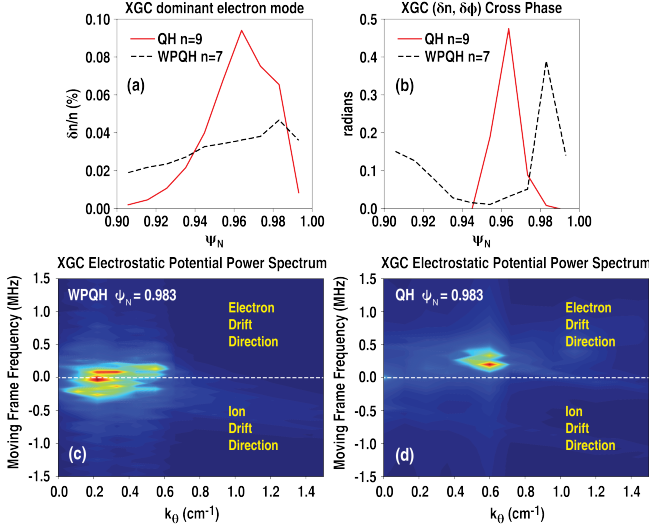 XGC dominant electron mode
XGC (δn, δϕ) Cross Phase
0.10
0.08
0.06
0.04
0.02
0.00
δn/n (%)
QH n=9
WPQH n=7
(a)
0.90
0.92
0.94
0.96
0.98
1.00
ΨN
0.5
0.4
0.3
0.2
0.1
0.0
radians
QH n=9
WPQH n=7
(b)
0.90
0.92
0.94
0.96
0.98
1.00
ΨN
XGC Electrostatic Potential Power Spectrum
XGC Electrostatic Potential Power Spectrum
1.5
1.0
0.5
0.0
-0.5
-1.0
-1.5
Moving Frame Frequency (MHz)
WPQH ΨN = 0.983
Electron
Drift
Direction
Ion
Drift
Direction
(c)
0.0
0.2
0.4
0.6
0.8
1.0
1.2
1.4
kθ (cm-1)
1.5
1.0
0.5
0.0
-0.5
-1.0
-1.5
Moving Frame Frequency (MHz)
QH ΨN = 0.983
Electron
Drift
Direction
Ion
Drift
Direction
(d)
0.0
0.2
0.4
0.6
0.8
1.0
1.2
1.4
kθ (cm-1)